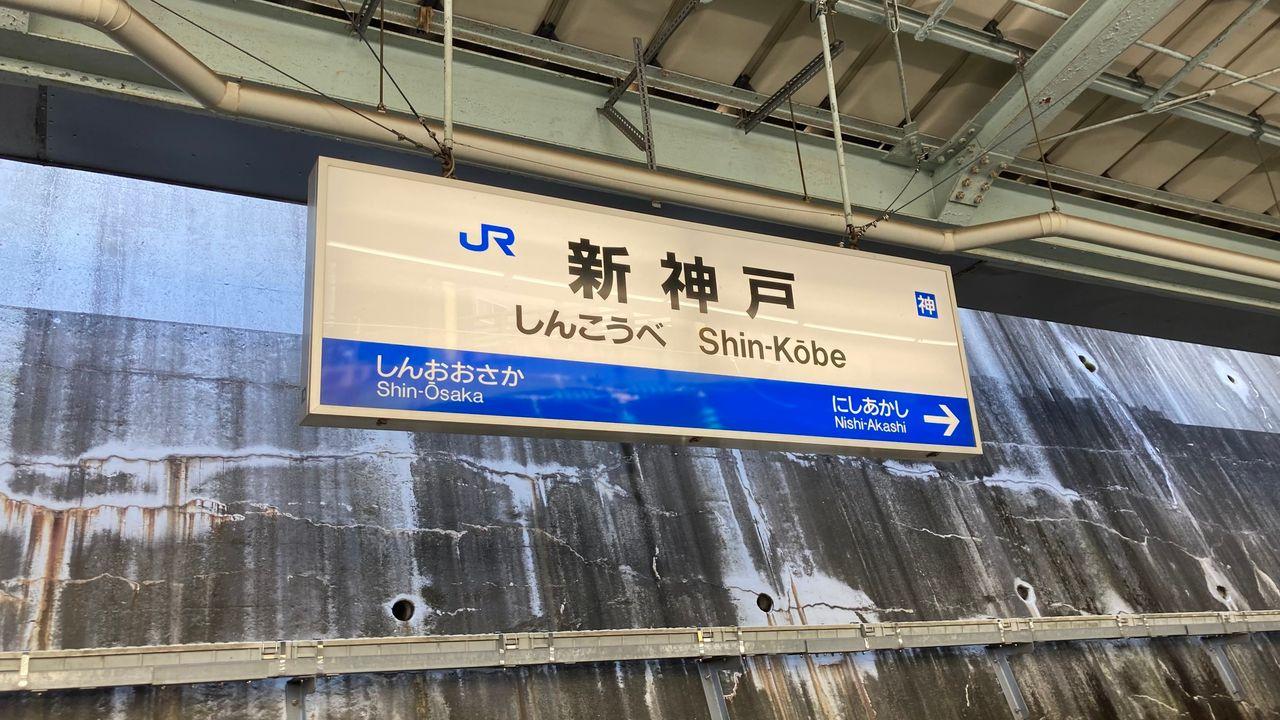 JR 新神戸 神
しんこうべ Shin-Kōbe
しんおおさか にしあかし
Shin-Ōsaka Nishi-Akashi →